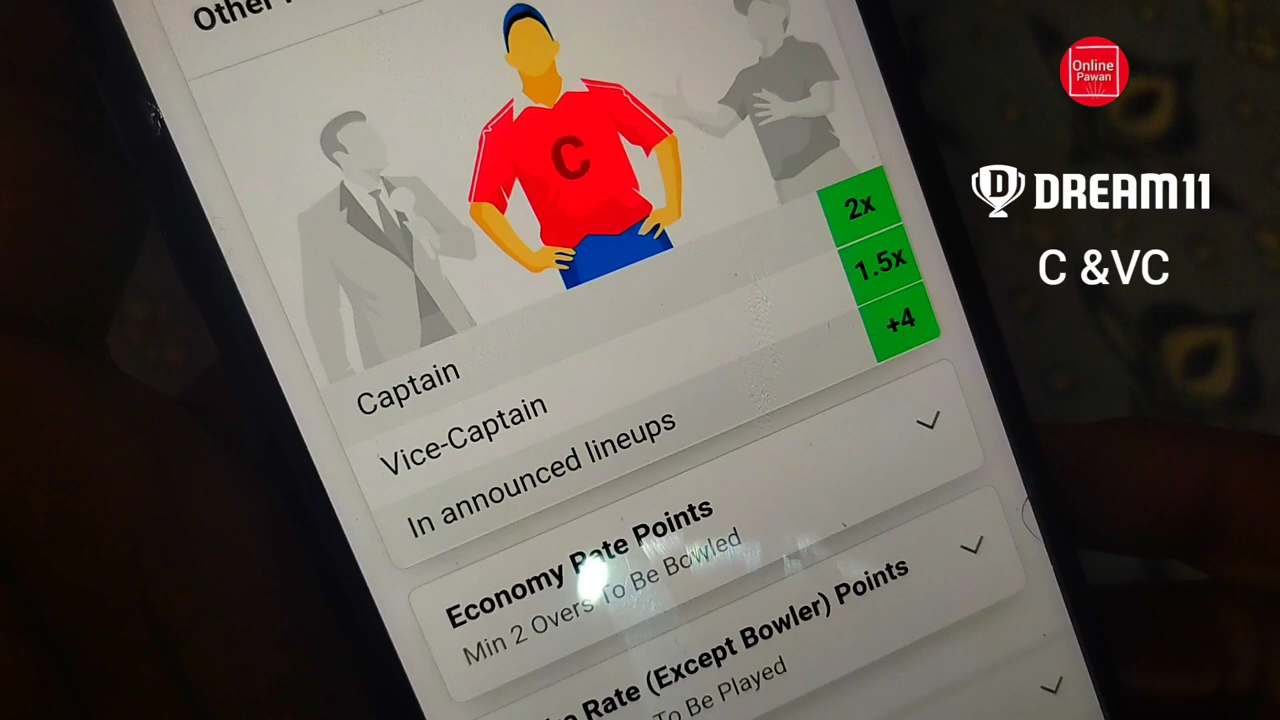 Other
C
2x
1.5x
+4
Captain
Vice-Captain
In announced lineups
Economy Rate Points
Min 2 Overs To Be Bowled
Rate (Except Bowler) Points
To Be Played
Online
Pawan
D DREAM11
C &VC